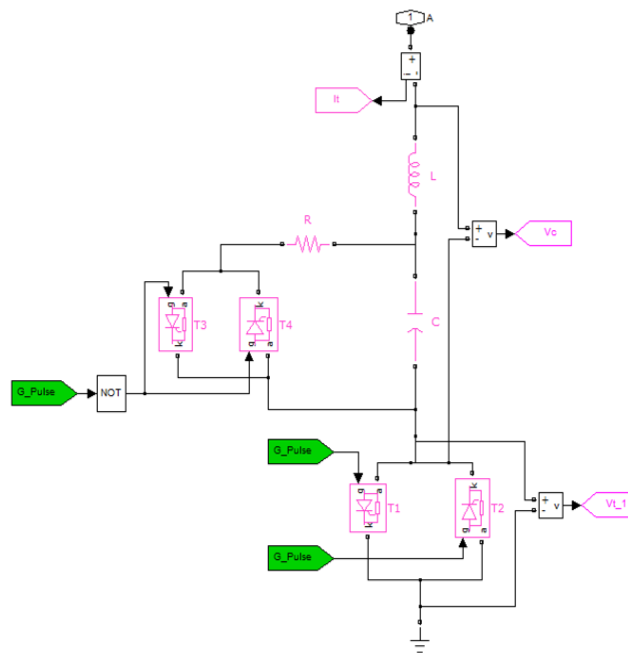 1 A
+
i -
It
L
R
+
- v
Vc
g a
k
T3
k
g a
T4
C
G_Pulse
NOT
G_Pulse
g a
k
T1
k
g a
T2
+
- v
Vt_1
G_Pulse